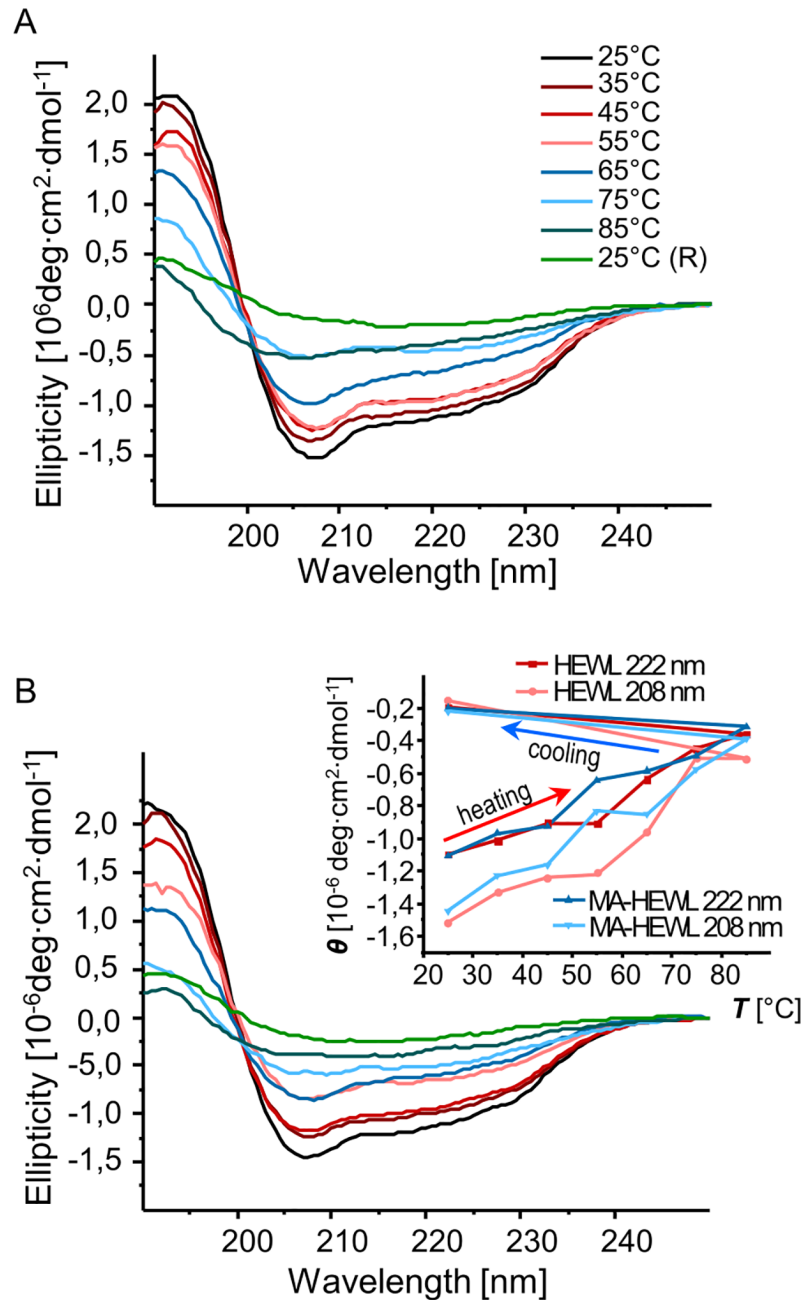 A
25°C
35°C
45°C
55°C
65°C
75°C
85°C
25°C (R)
2,0
1,5
1,0
0,5
0,0
-0,5
-1,0
-1,5
Ellipticity [10⁶deg·cm²·dmol⁻¹]
200 210 220 230 240
Wavelength [nm]
B
HEWL 222 nm
HEWL 208 nm
-0,2
-0,4
-0,6
-0,8
-1,0
-1,2
-1,4
-1,6
θ [10⁻⁶ deg·cm²·dmol⁻¹]
cooling
heating
MA-HEWL 222 nm
MA-HEWL 208 nm
20 30 40 50 60 70 80
T [°C]
2,0
1,5
1,0
0,5
0,0
-5,0
-1,0
-1,5
Ellipticity [10⁻⁶deg·cm²·dmol⁻¹]
200 210 220 230 240
Wavelength [nm]